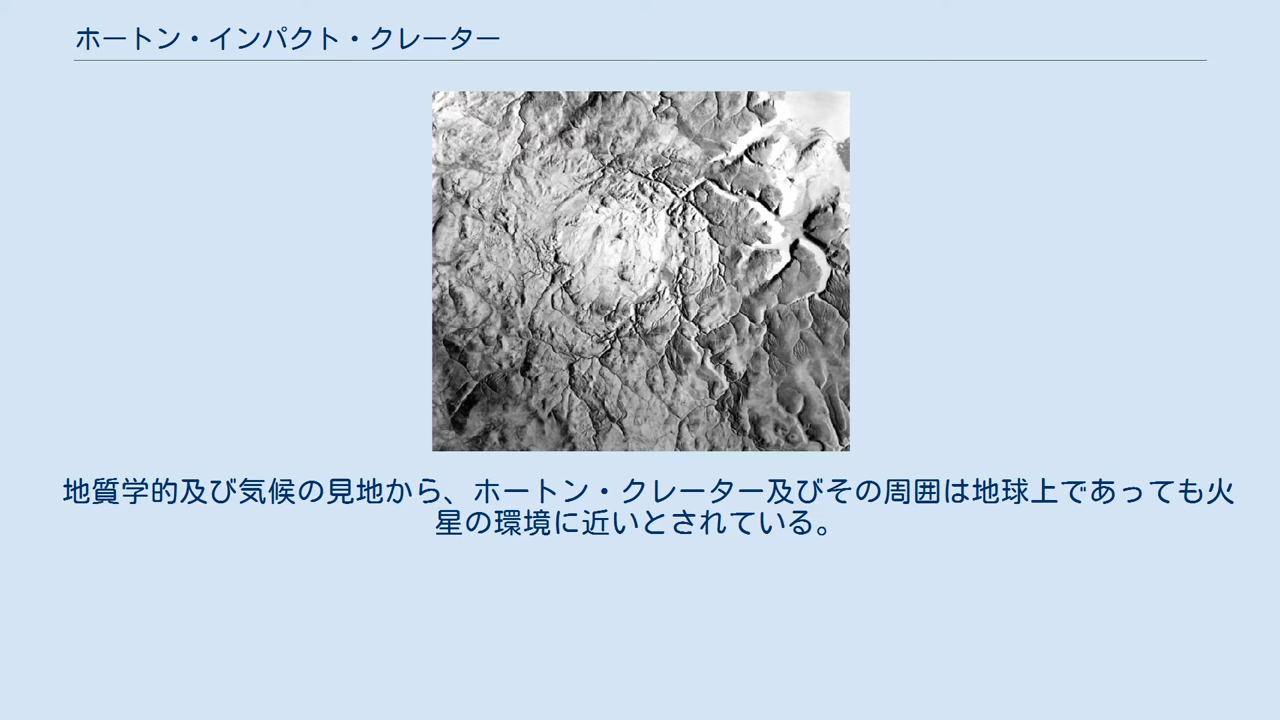 ホートン・インパクト・クレーター
地質学的及び気候の見地から、ホートン・クレーター及びその周囲は地球上であっても火
星の環境に近いとされている。